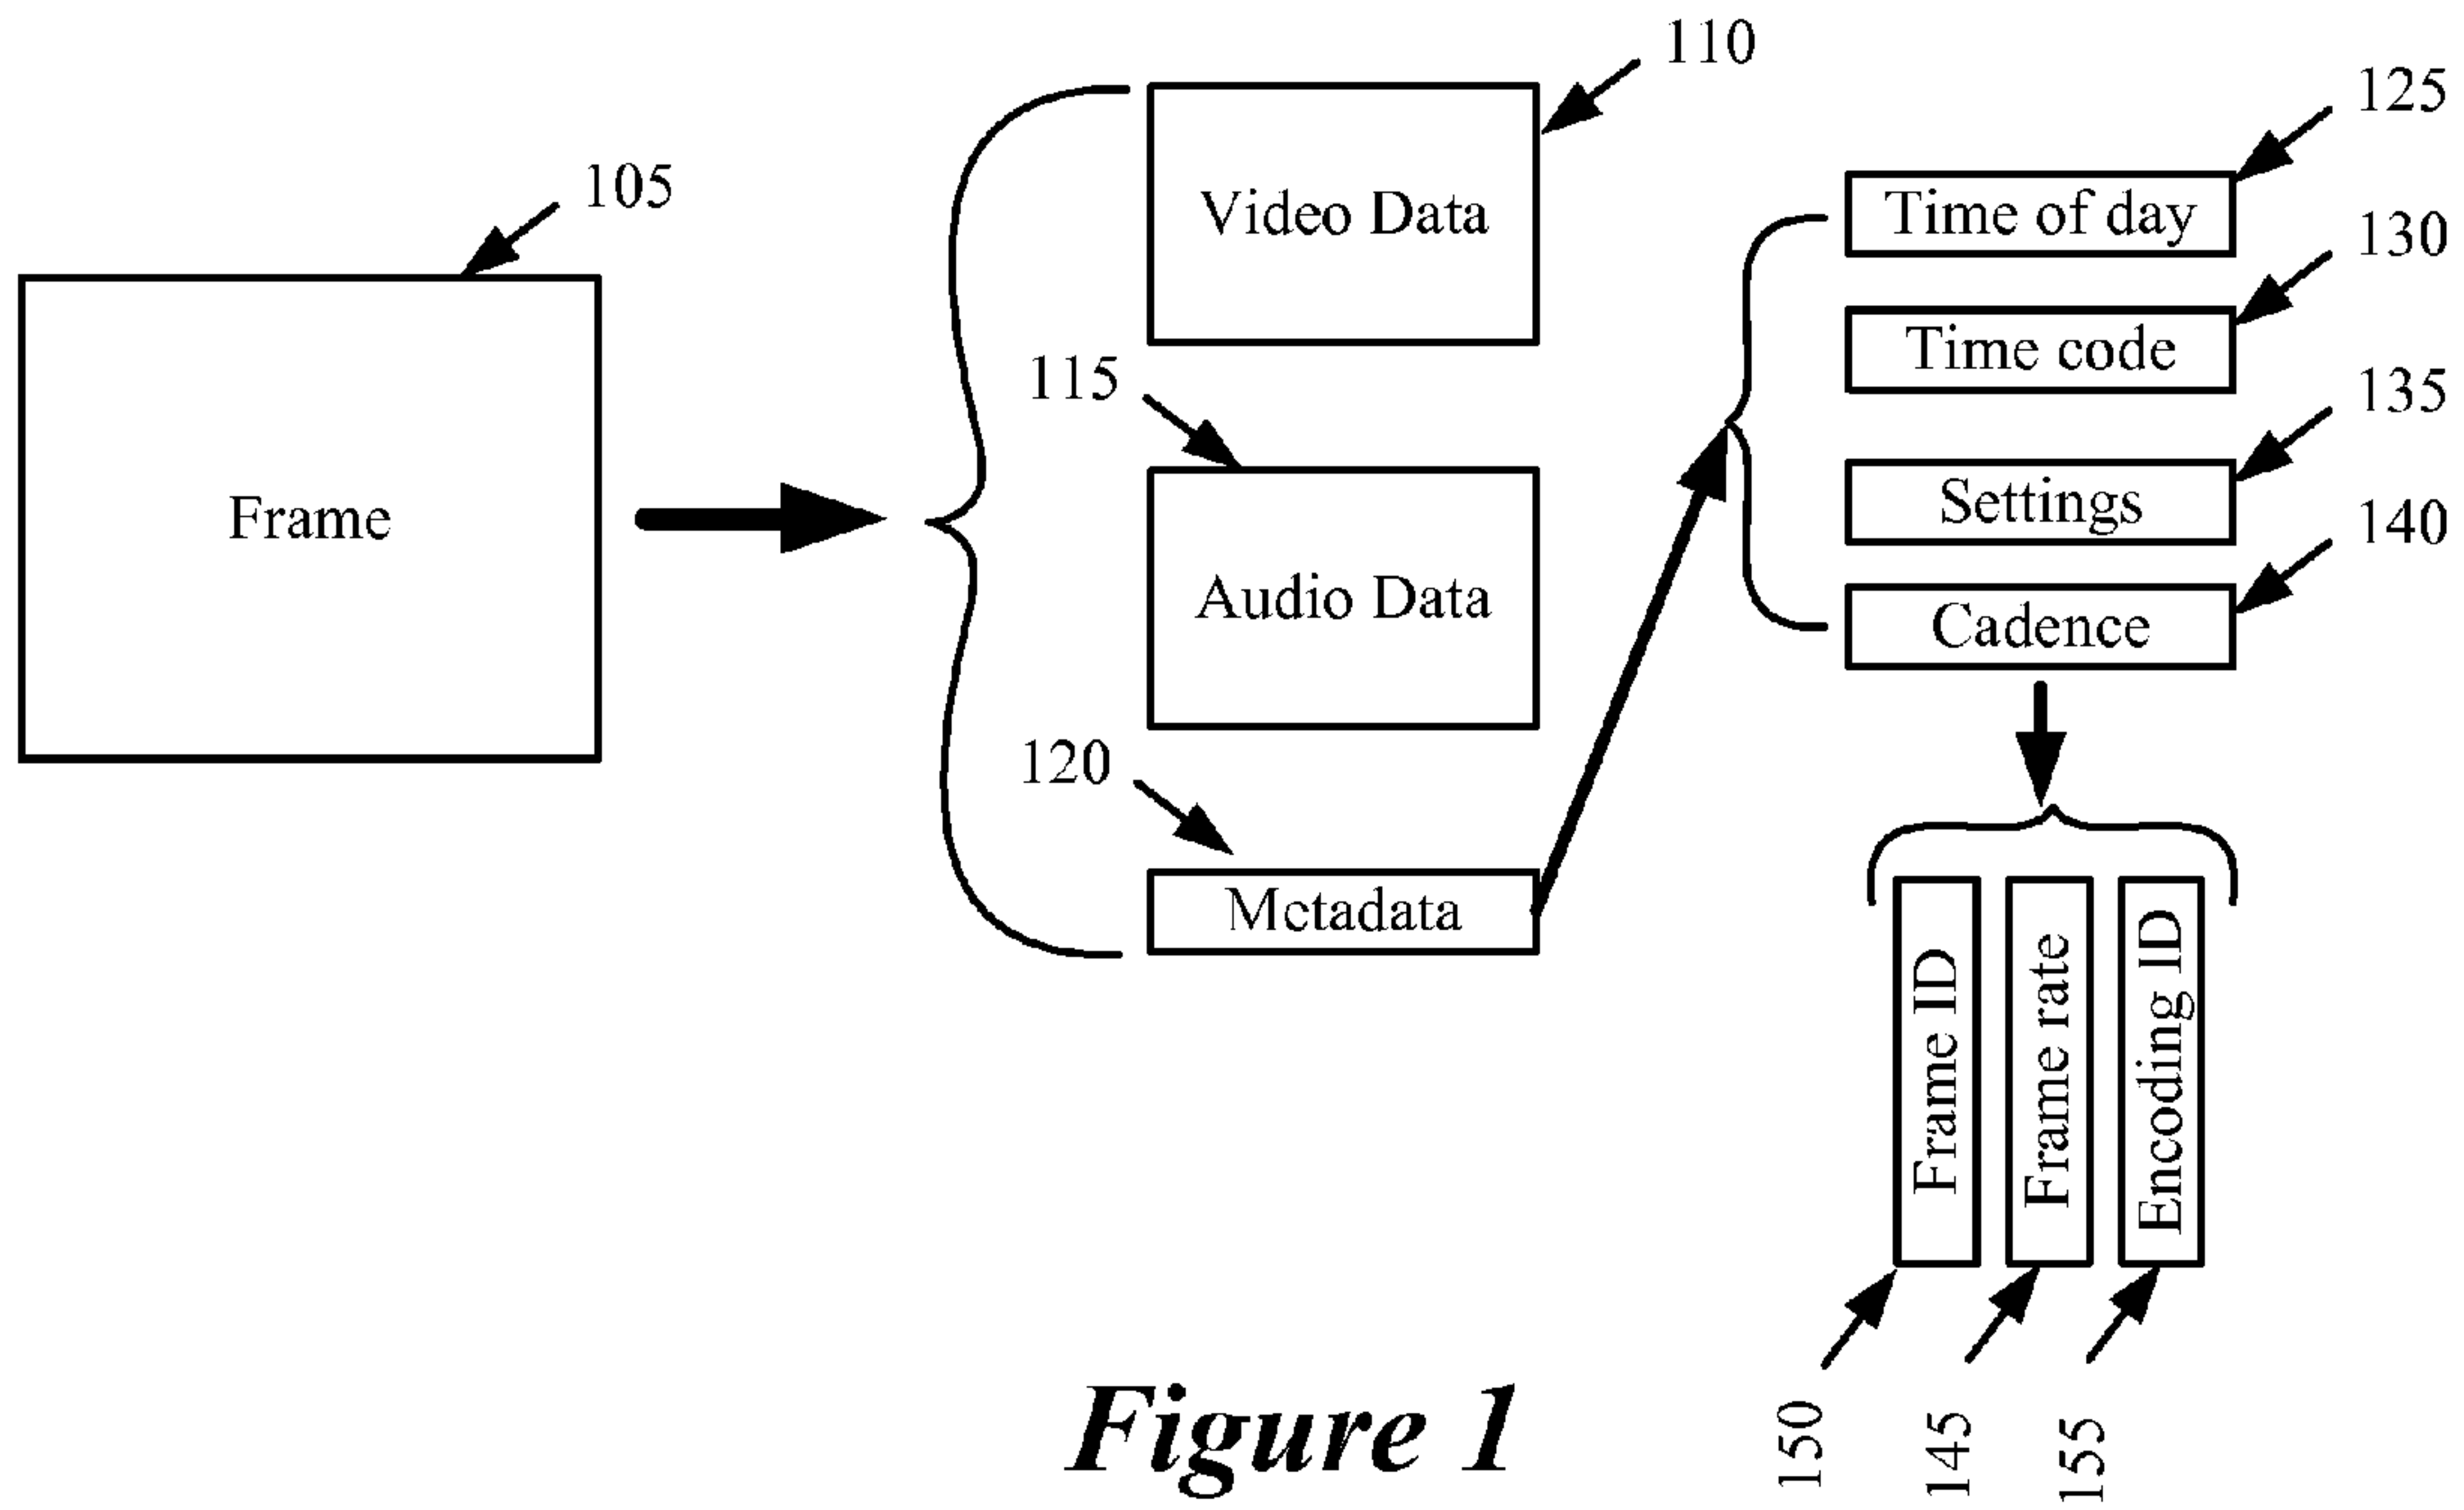 110
125
105
Video Data
Time of day
130
Time code
115
135
Frame
Settings
140
Audio Data
Cadence
120
Metadata
Frame ID
Frame rate
Encoding ID
150
145
155
Figure 1